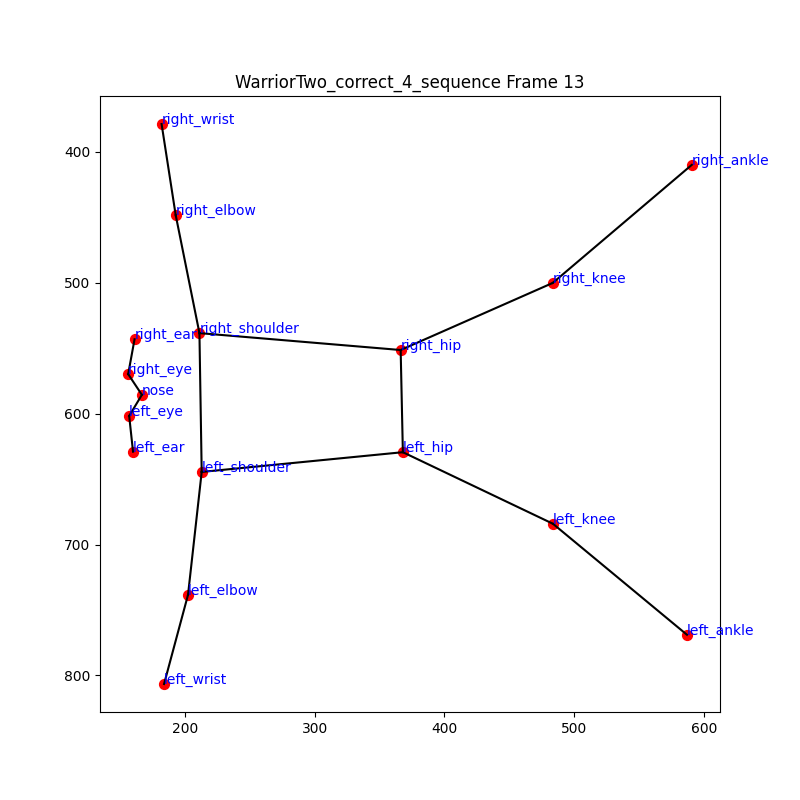 WarriorTwo_correct_4_sequence Frame 13
right_wrist
400
right_ankle
right_elbow
500
right_knee
right_shoulder
right_ear
right_hip
right_eye
nose
600
left_eye
left_ear
left_hip
left_shoulder
left_knee
700
left_elbow
left_ankle
left_wrist
800
200
300
400
500
600